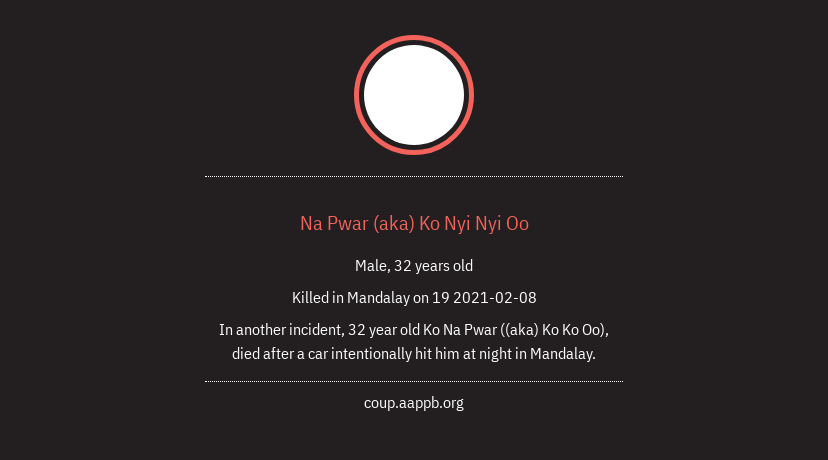 Na Pwar (aka) Ko Nyi Nyi Oo
Male, 32 years old
Killed in Mandalay on 19 2021-02-08
In another incident, 32 year old Ko Na Pwar ((aka) Ko Ko Oo),
died after a car intentionally hit him at night in Mandalay.
coup.aappb.org